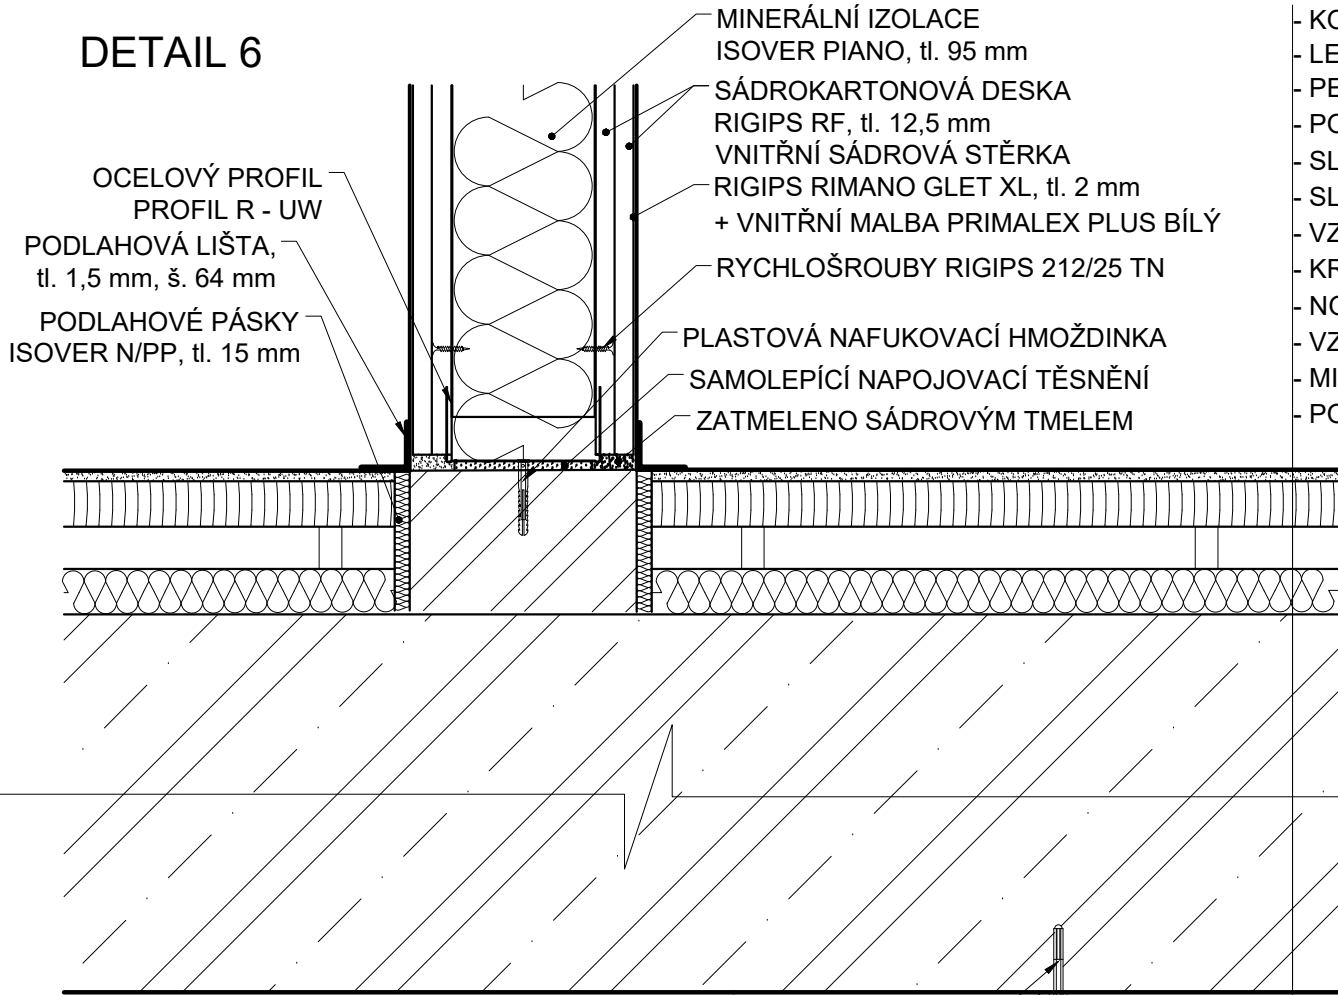 DETAIL 6
OCELOVÝ PROFIL
PROFIL R - UW
PODLAHOVÁ LIŠTA,
tl. 1,5 mm, š. 64 mm
PODLAHOVÉ PÁSKY
ISOVER N/PP, tl. 15 mm
MINERÁLNÍ IZOLACE
ISOVER PIANO, tl. 95 mm
SÁDROKARTONOVÁ DESKA
RIGIPS RF, tl. 12,5 mm
VNITŘNÍ SÁDROVÁ STĚRKA
RIGIPS RIMANO GLET XL, tl. 2 mm
+ VNITŘNÍ MALBA PRIMALEX PLUS BÍLÝ
RYCHLOŠROUBY RIGIPS 212/25 TN
PLASTOVÁ NAFUKOVACÍ HMOŽDINKA
SAMOLEPÍCÍ NAPOJOVACÍ TĚSNĚNÍ
ZATMELENO SÁDROVÝM TMELEM